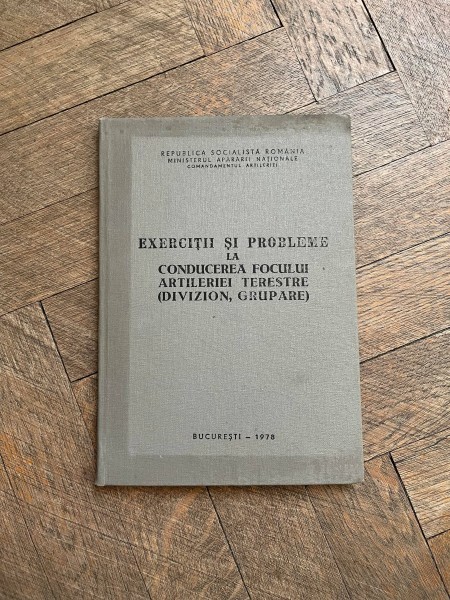 REPUBLICA SOCIALISTĂ ROMÂNIA
MINISTERUL APĂRĂRII NAȚIONALE
COMANDAMENTUL ARTILERIEI
EXERCIȚII ȘI PROBLEME
LA
CONDUCEREA FOCULUI
ARTILERIEI TERESTRE
(DIVIZION, GRUPARE)
BUCUREȘTI – 1978